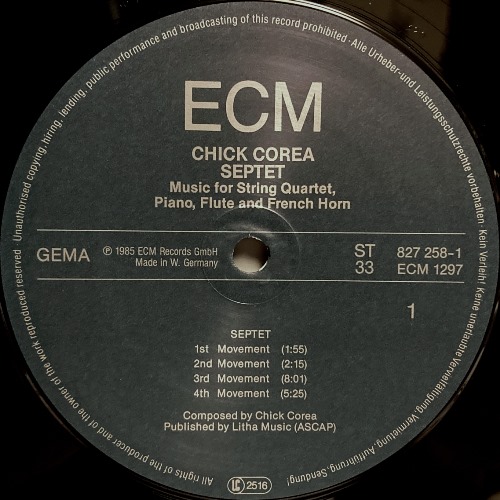 ECM
CHICK COREA
SEPTET
Music for String Quartet,
Piano, Flute and French Horn
GEMA
℗ 1985 ECM Records GmbH
Made in W. Germany
ST
33
827 258-1
ECM 1297
1
SEPTET
1st Movement (1:55)
2nd Movement (2:15)
3rd Movement (8:01)
4th Movement (5:25)
Composed by Chick Corea
Published by Litha Music (ASCAP)
LC 2516
All rights of the producer and of the owner of the work reproduced reserved · Unauthorised copying, hiring, lending, public performance and broadcasting of this record prohibited · Alle Urheber-und Leistungsschutzrechte vorbehalten · Kein Verleih! Keine unerlaubte Vervielfältigung, Vermietung, Aufführung, Sendung!